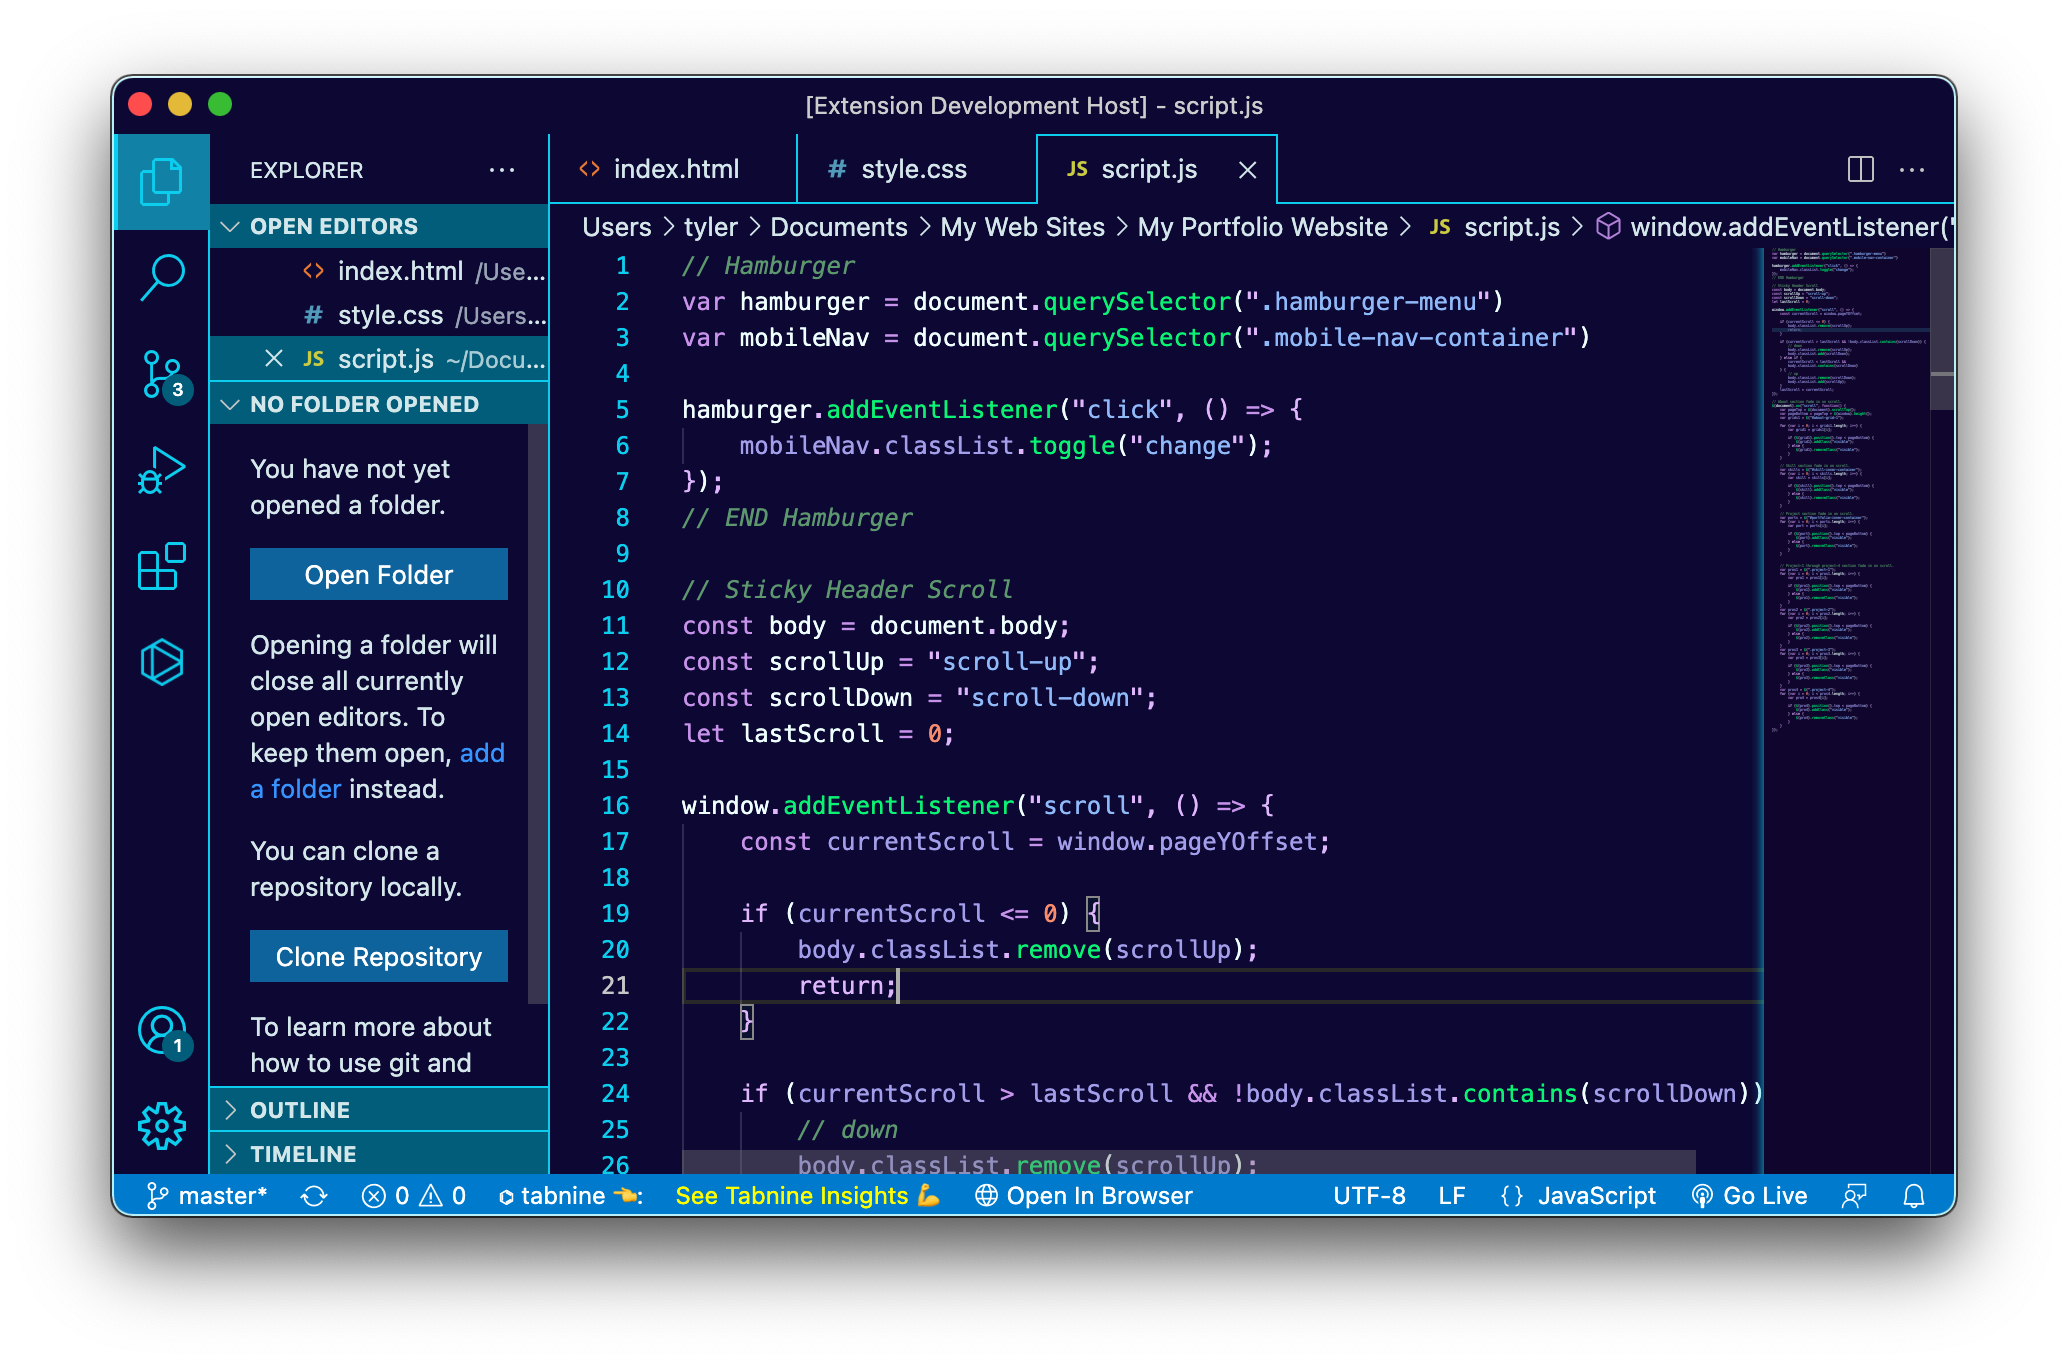 [Extension Development Host] - script.js
EXPLORER
index.html
style.css
JS script.js
OPEN EDITORS
index.html /Use...
# style.css /Users...
JS script.js ~/Docu...
NO FOLDER OPENED
You have not yet
opened a folder.
Open Folder
Opening a folder will
close all currently
open editors. To
keep them open, add
a folder instead.
You can clone a
repository locally.
Clone Repository
To learn more about
how to use git and
OUTLINE
TIMELINE
3
1
Users > tyler > Documents > My Web Sites > My Portfolio Website > JS script.js > window.addEventListener('
1 // Hamburger
2 var hamburger = document.querySelector(".hamburger-menu")
3 var mobileNav = document.querySelector(".mobile-nav-container")
4
5 hamburger.addEventListener("click", () => {
6 mobileNav.classList.toggle("change");
7 });
8 // END Hamburger
9
10 // Sticky Header Scroll
11 const body = document.body;
12 const scrollUp = "scroll-up";
13 const scrollDown = "scroll-down";
14 let lastScroll = 0;
15
16 window.addEventListener("scroll", () => {
17 const currentScroll = window.pageYOffset;
18
19 if (currentScroll <= 0) {
20 body.classList.remove(scrollUp);
21 return;
22 }
23
24 if (currentScroll > lastScroll && !body.classList.contains(scrollDown))
25 // down
26 body.classList.remove(scrollUp);
master* 0 0 tabnine 👈: See Tabnine Insights 💪 Open In Browser UTF-8 LF {} JavaScript Go Live